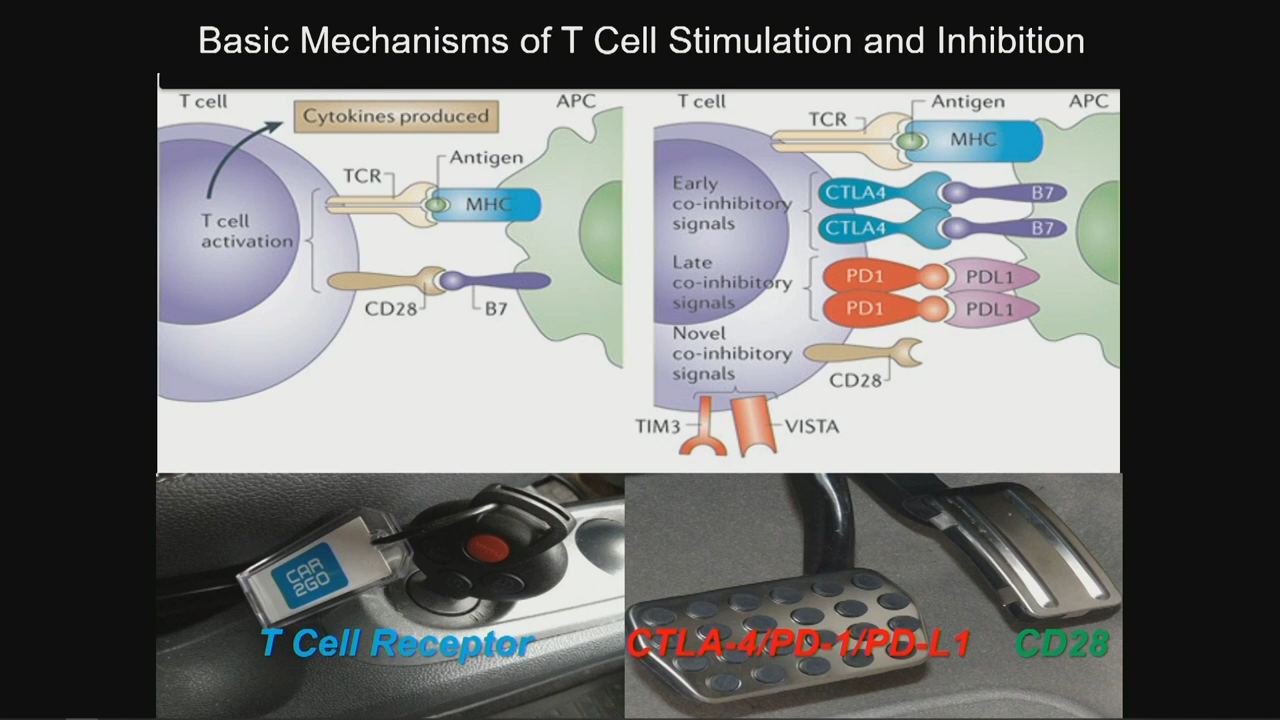 Basic Mechanisms of T Cell Stimulation and Inhibition
T cell
Cytokines produced
APC
Antigen
TCR
MHC
T cell
activation
CD28
B7
T cell
Antigen
APC
TCR
MHC
Early
co-inhibitory
signals
CTLA4
B7
CTLA4
B7
Late
co-inhibitory
signals
PD1
PDL1
PD1
PDL1
Novel
co-inhibitory
signals
CD28
TIM3
VISTA
CAR
2GO
T Cell Receptor
CTLA-4/PD-1/PD-L1
CD28